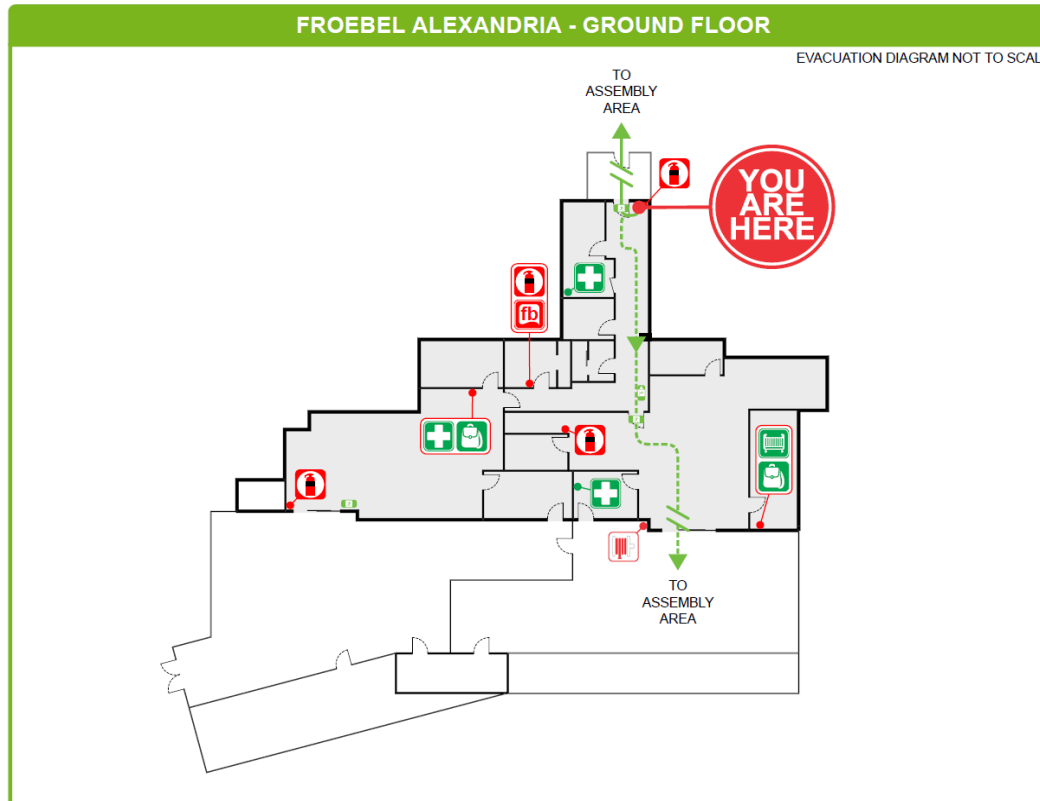 FROEBEL ALEXANDRIA - GROUND FLOOR
EVACUATION DIAGRAM NOT TO SCAL
TO
ASSEMBLY
AREA
YOU
ARE
HERE
fb
TO
ASSEMBLY
AREA